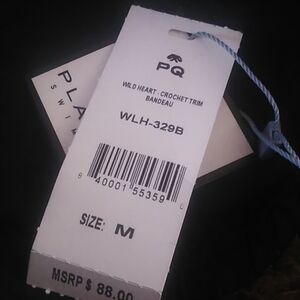 PQ
WILD HEART - CROCHET TRIM
BANDEAU
WLH-329B
8 40001 55359
SIZE: M
MSRP $ 88.00
PLA
SWI